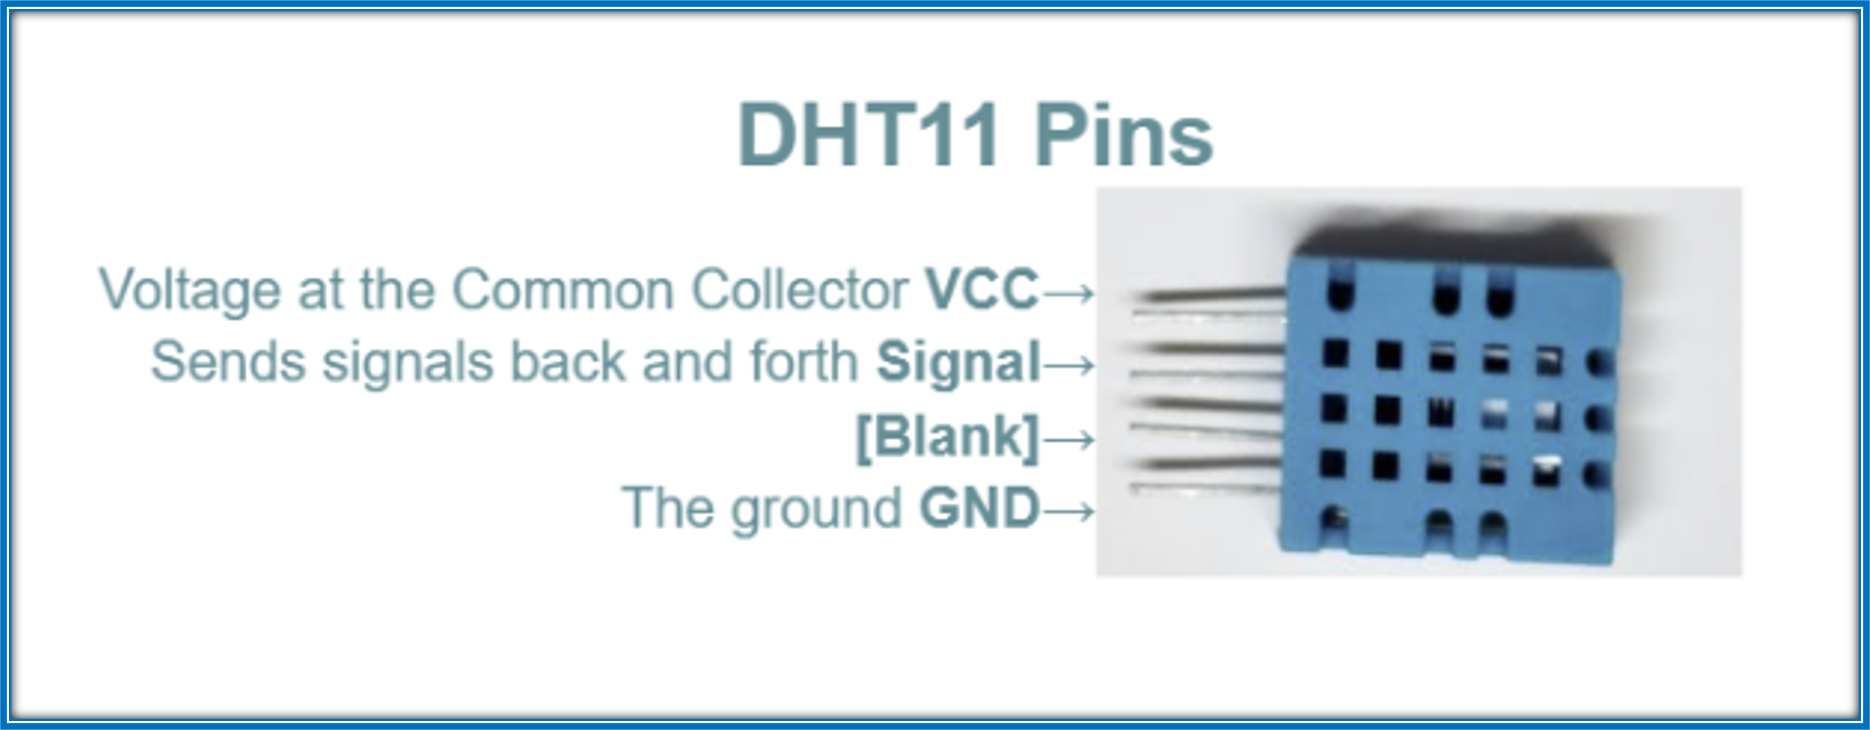 DHT11 Pins
Voltage at the Common Collector VCC→
Sends signals back and forth Signal→
[Blank]→
The ground GND→